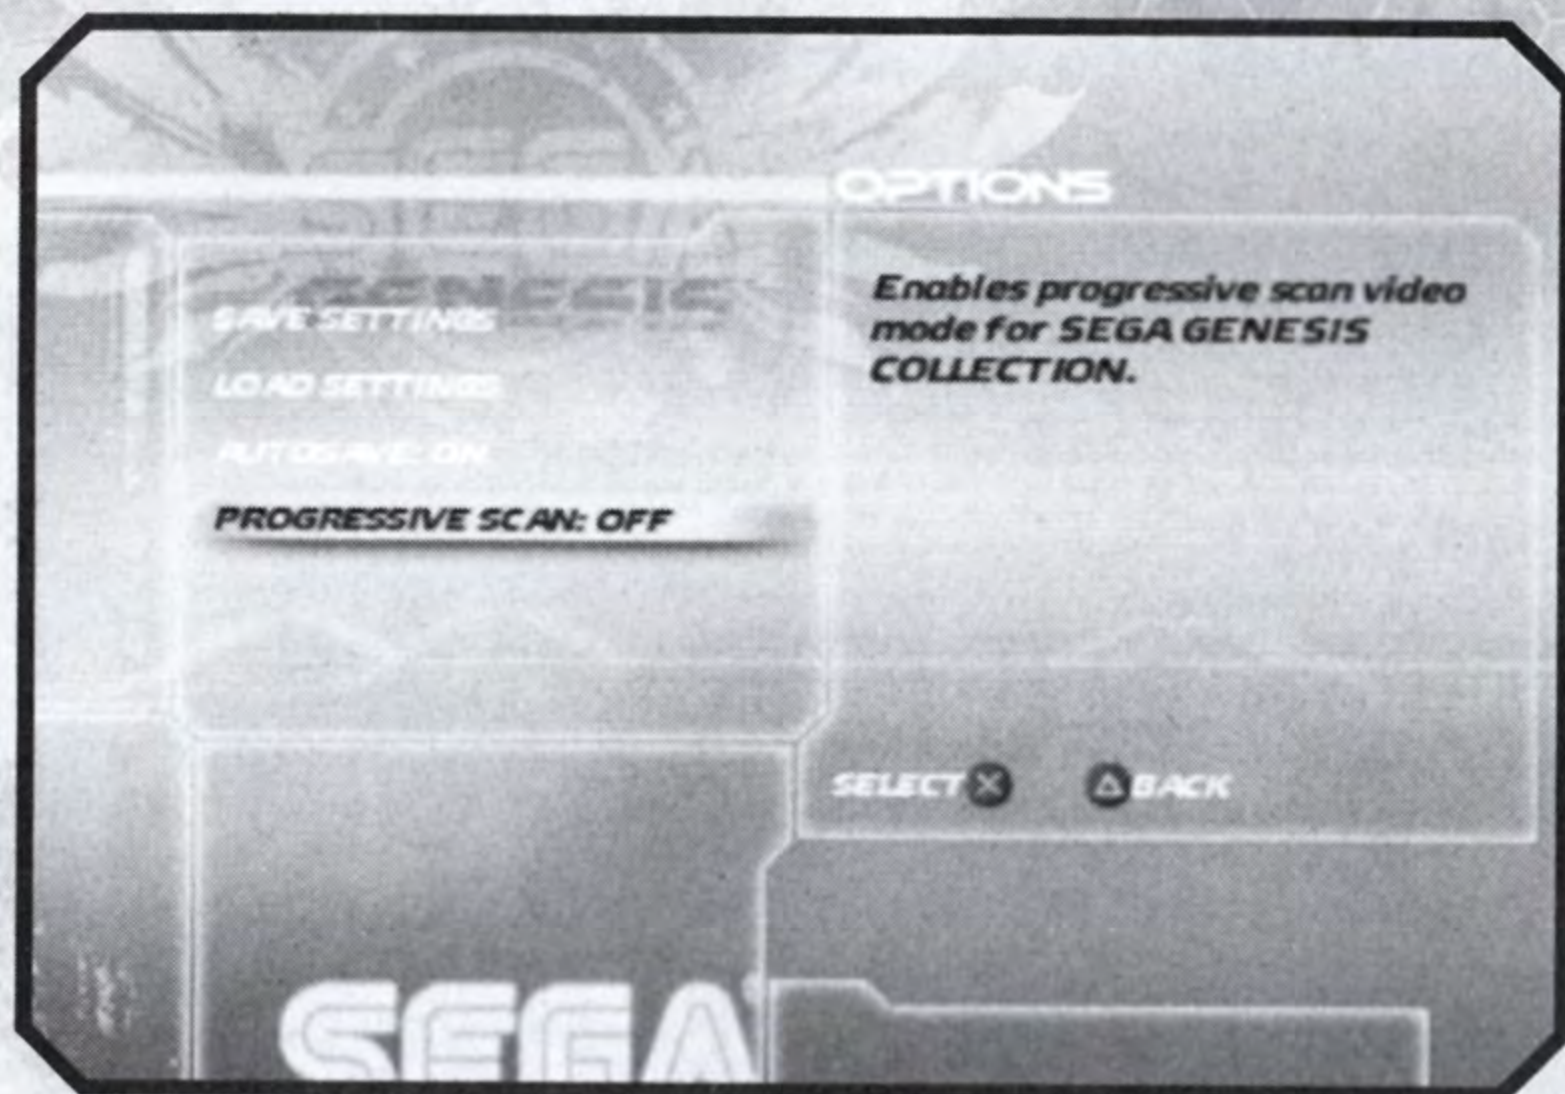 OPTIONS
GENESIS
SAVE SETTINGS
LOAD SETTINGS
AUTOSAVE: ON
PROGRESSIVE SCAN: OFF
Enables progressive scan video
mode for SEGA GENESIS
COLLECTION.
SELECT X △ BACK
SEGA